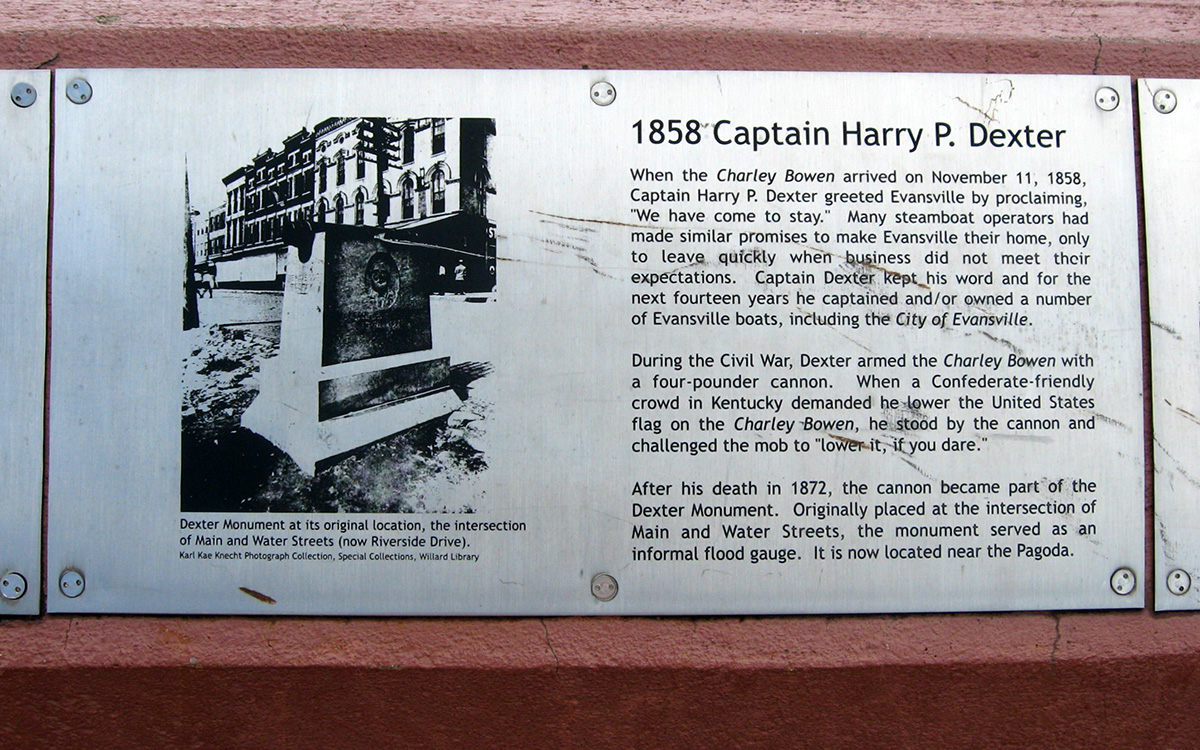 Dexter Monument at its original location, the intersection
of Main and Water Streets (now Riverside Drive).
Karl Kae Knecht Photograph Collection, Special Collections, Willard Library
1858 Captain Harry P. Dexter
When the Charley Bowen arrived on November 11, 1858,
Captain Harry P. Dexter greeted Evansville by proclaiming,
"We have come to stay." Many steamboat operators had
made similar promises to make Evansville their home, only
to leave quickly when business did not meet their
expectations. Captain Dexter kept his word and for the
next fourteen years he captained and/or owned a number
of Evansville boats, including the City of Evansville.
During the Civil War, Dexter armed the Charley Bowen with
a four-pounder cannon. When a Confederate-friendly
crowd in Kentucky demanded he lower the United States
flag on the Charley Bowen, he stood by the cannon and
challenged the mob to "lower it, if you dare."
After his death in 1872, the cannon became part of the
Dexter Monument. Originally placed at the intersection of
Main and Water Streets, the monument served as an
informal flood gauge. It is now located near the Pagoda.